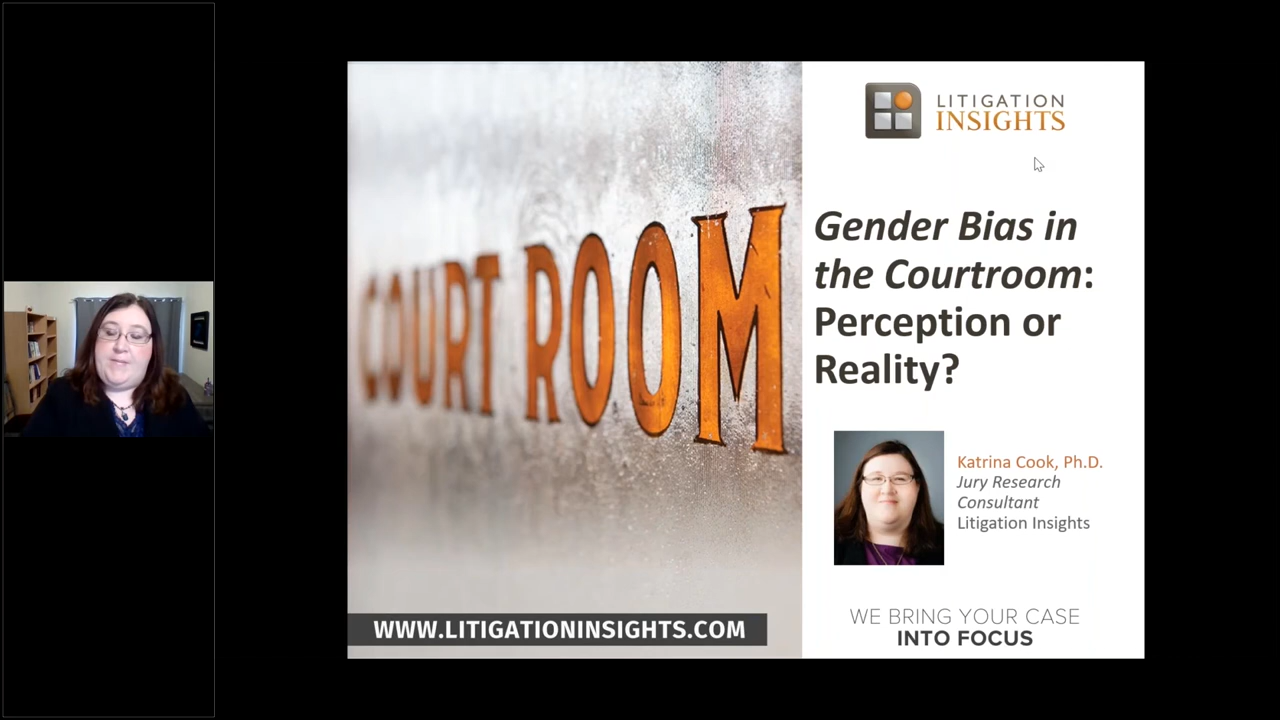 COURT ROOM
WWW.LITIGATIONINSIGHTS.COM
LITIGATION
INSIGHTS
Gender Bias in
the Courtroom:
Perception or
Reality?
Katrina Cook, Ph.D.
Jury Research
Consultant
Litigation Insights
WE BRING YOUR CASE
INTO FOCUS